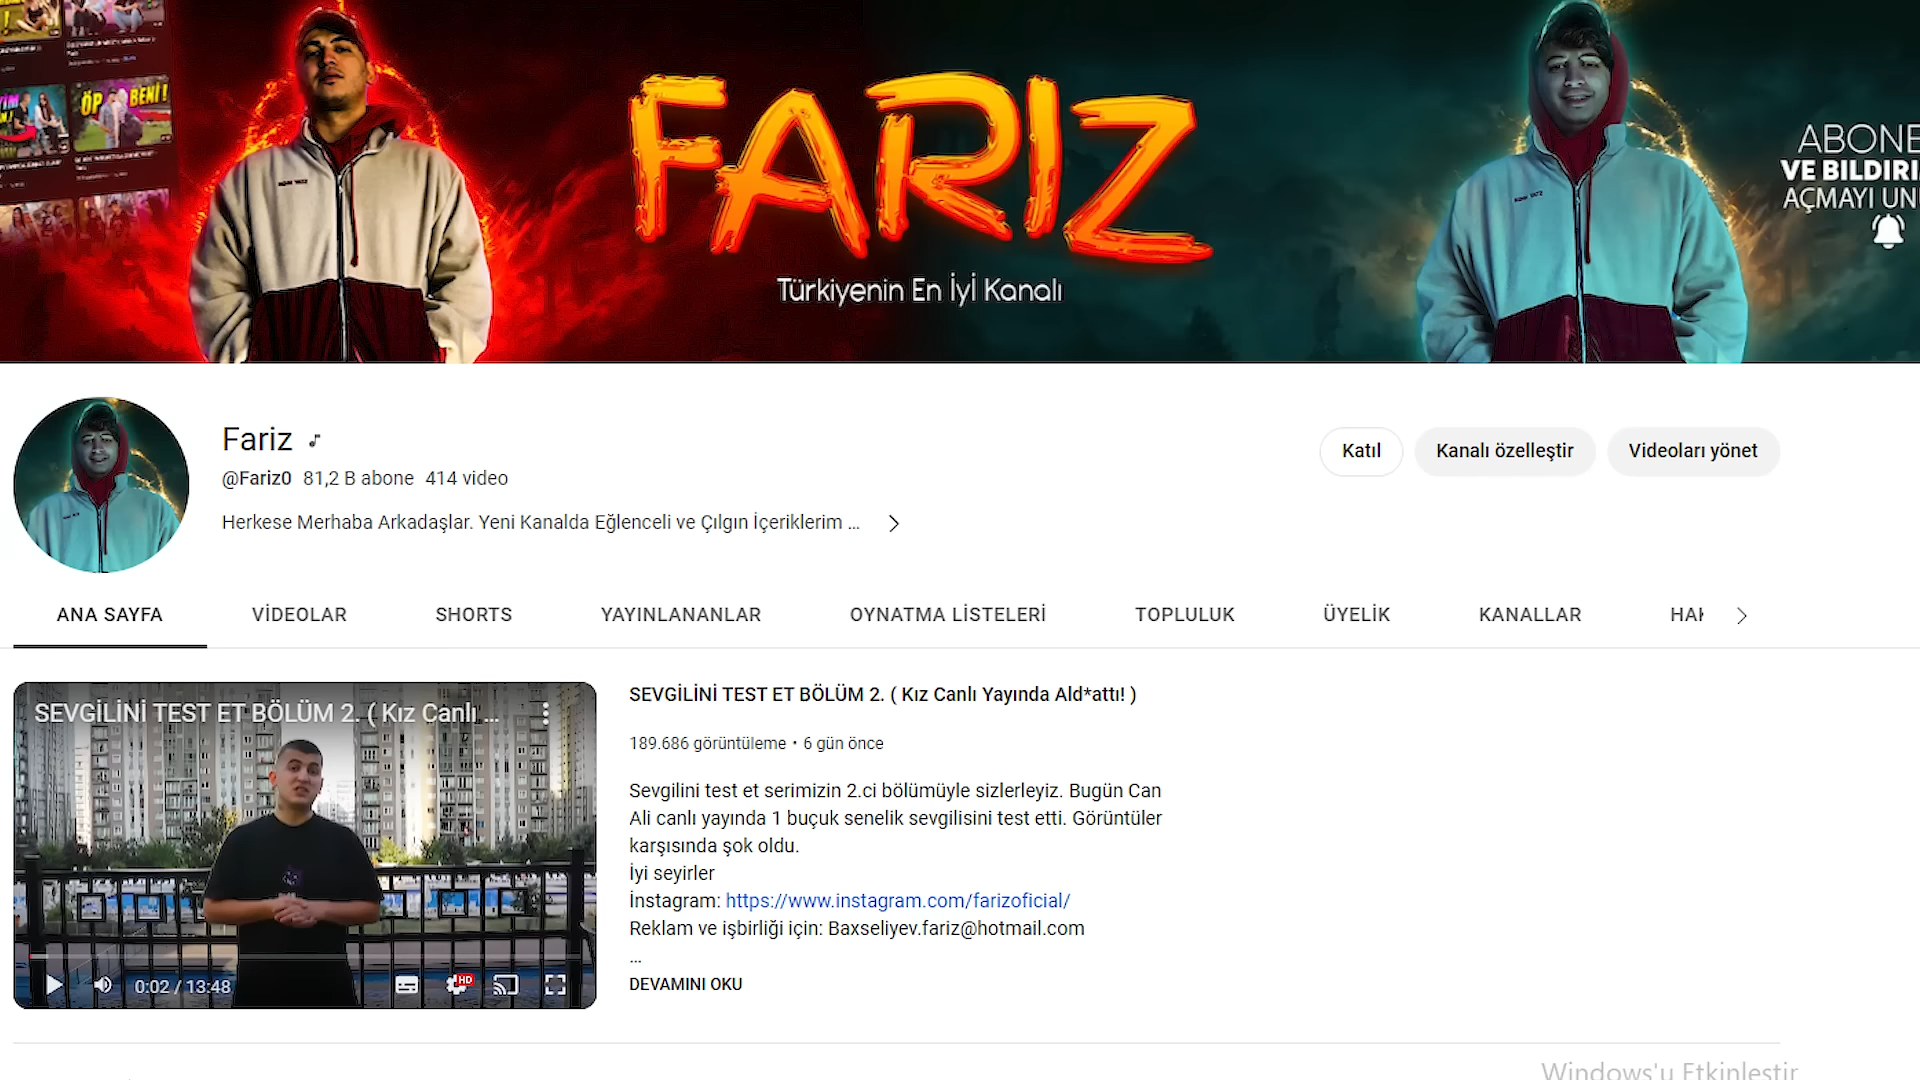 ÖP BENİ!
FARIZ
Türkiyenin En İyi Kanalı
ABONE
VE BILDIRI
AÇMAYI UN
Fariz
@Fariz0 81,2 B abone 414 video
Herkese Merhaba Arkadaşlar. Yeni Kanalda Eğlenceli ve Çılgın İçeriklerim ...
Katıl
Kanalı özelleştir
Videoları yönet
ANA SAYFA
VİDEOLAR
SHORTS
YAYINLANANLAR
OYNATMA LİSTELERİ
TOPLULUK
ÜYELİK
KANALLAR
SEVGİLİNİ TEST ET BÖLÜM 2. ( Kız Canlı ...
0:02 / 13:48
HD
SEVGİLİNİ TEST ET BÖLÜM 2. ( Kız Canlı Yayında Ald*attı! )
189.686 görüntüleme • 6 gün önce
Sevgilini test et serimizin 2.ci bölümüyle sizlerleyiz. Bugün Can
Ali canlı yayında 1 buçuk senelik sevgilisini test etti. Görüntüler
karşısında şok oldu.
İyi seyirler
İnstagram: https://www.instagram.com/farizoficial/
Reklam ve işbirliği için: Baxseliyev.fariz@hotmail.com
...
DEVAMINI OKU
Windows'u Etkinleştir